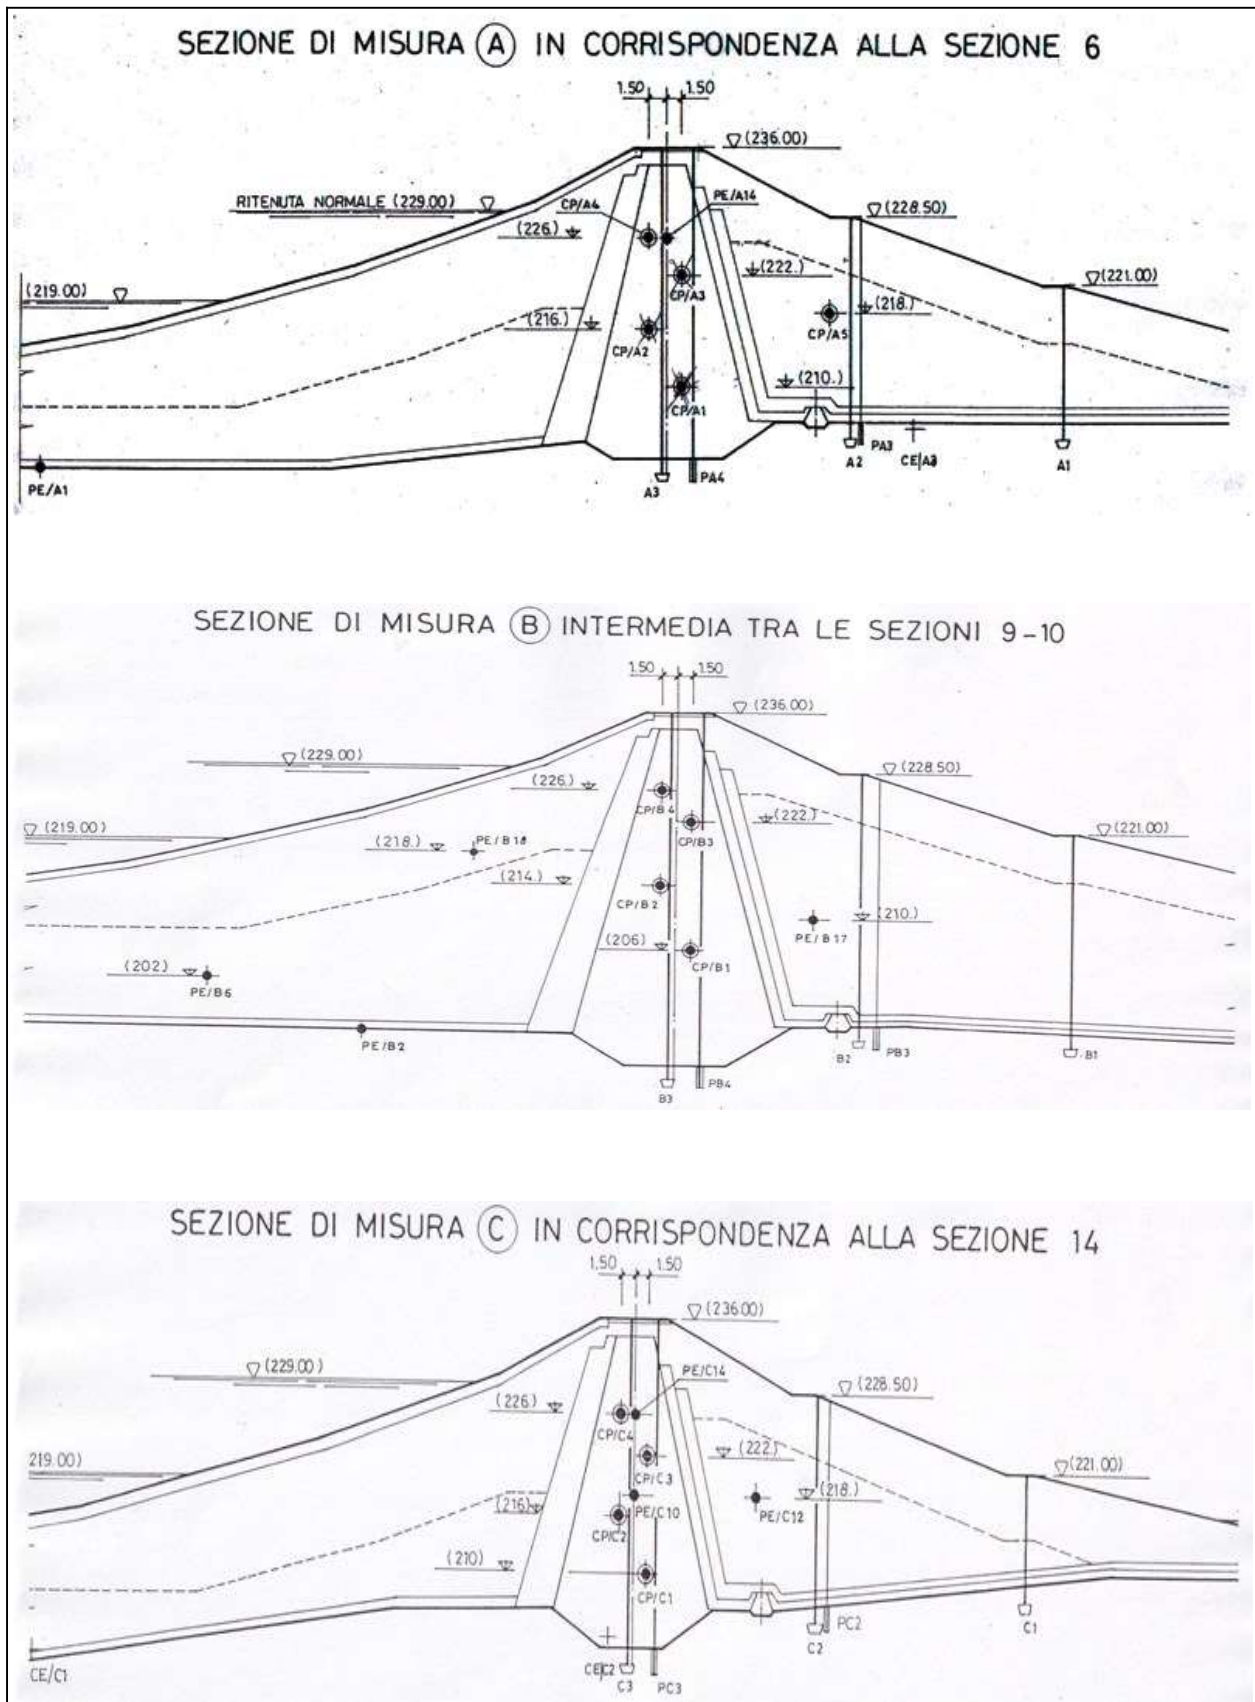 SEZIONE DI MISURA A IN CORRISPONDENZA ALLA SEZIONE 6
1.50 1.50
(236.00)
RITENUTA NORMALE (229.00)
CP/A4
PE/A14
(228.50)
(226.)
(222.)
(219.00)
CP/A3
(221.00)
(216.)
CP/A2
CP/A5
(218.)
CP/A1
(210.)
PE/A1
A3
PA4
A2
PA3
CE/A3
A1
SEZIONE DI MISURA B INTERMEDIA TRA LE SEZIONI 9-10
1.50 1.50
(236.00)
(229.00)
(226.)
CP/B4
(228.50)
(219.00)
(218.)
PE/B18
CP/B3
(222.)
(221.00)
(214.)
CP/B2
(206)
CP/B1
PE/B17
(210.)
(202)
PE/B6
PE/B2
B3
PB4
B2
PB3
B1
SEZIONE DI MISURA C IN CORRISPONDENZA ALLA SEZIONE 14
1.50 1.50
(236.00)
(229.00)
PE/C14
(228.50)
(226.)
CP/C4
219.00)
CP/C3
(222.)
(221.00)
(216)
PE/C10
CP/C2
PE/C12
(218.)
(210)
CP/C1
CE/C1
CE/C2
C3
PC3
C2
PC2
C1